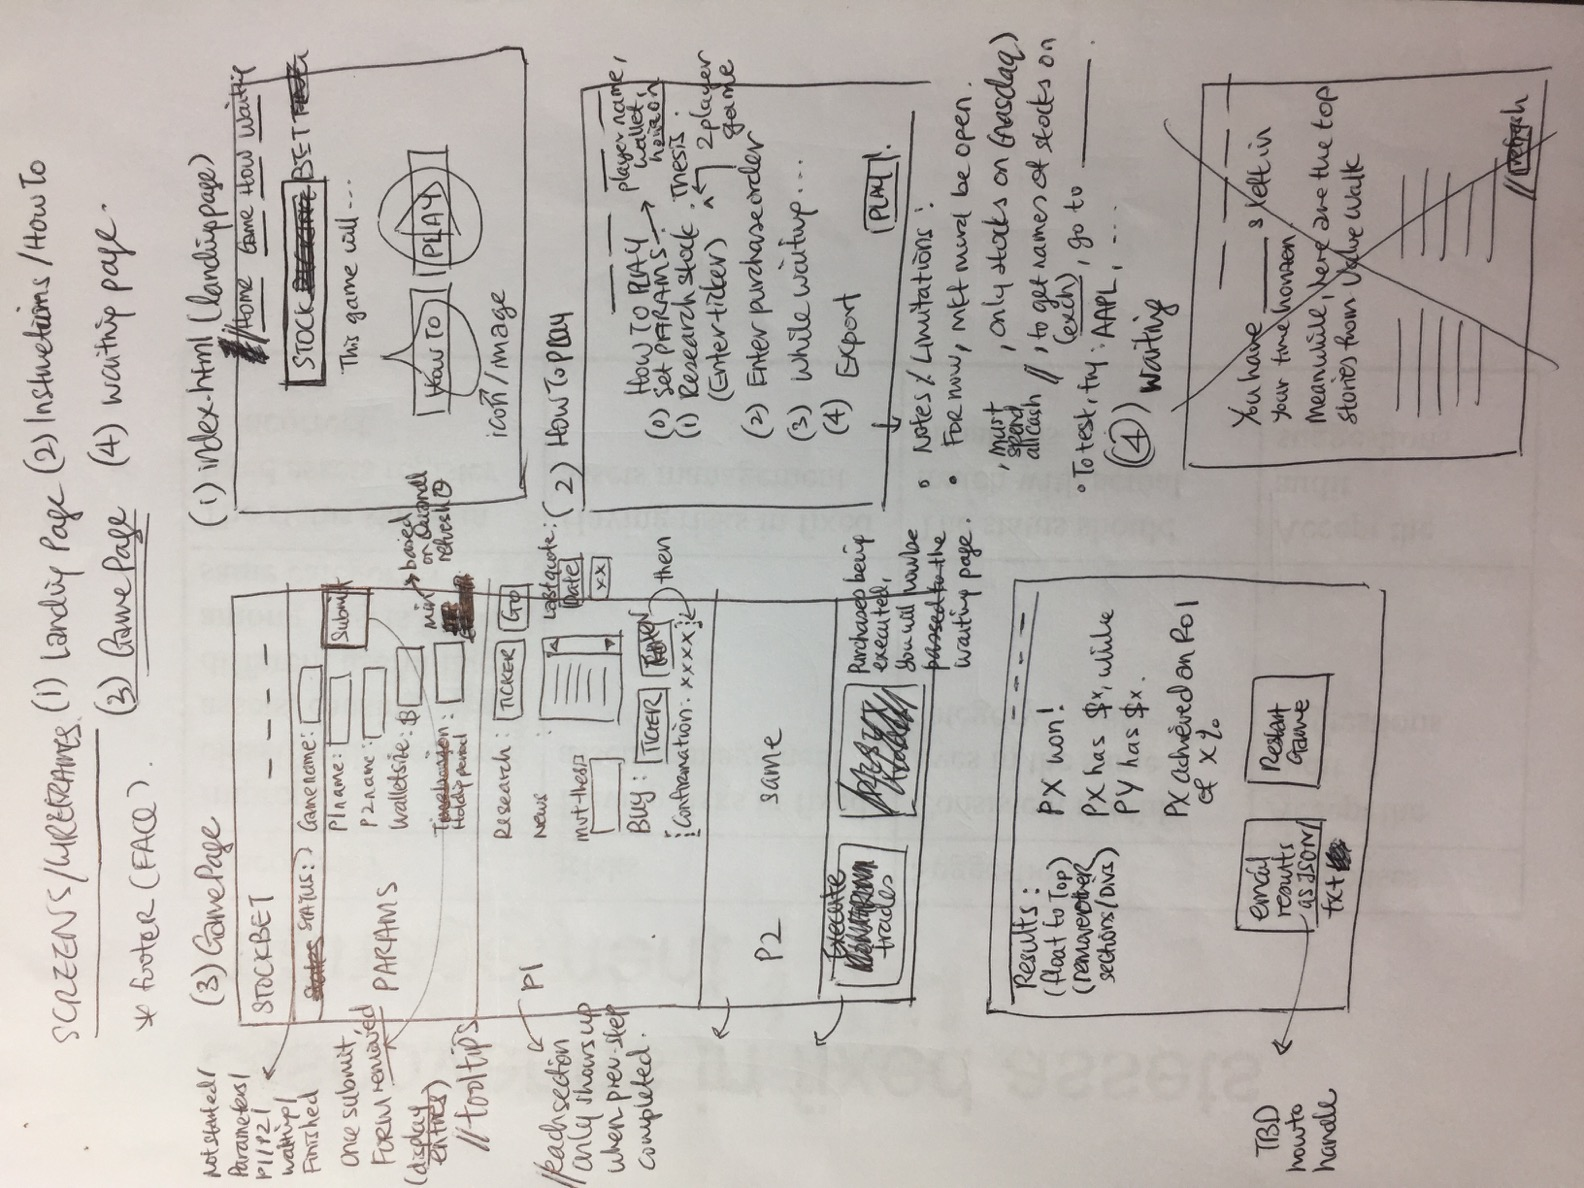 SCREENS/WIREFRAMES. (1) Landing Page (2) Instructions/How To
(3) Game Page (4) waiting page.
* footer (FACC).
(3) Game Page
STOCKBET
STATUS:)
Game name:
P1 name:
P2 name:
Wallet size: $
Holding period
min
→ based on Quandl refresh
Submit
PARAMS
Not started/
Parameters/
P1/P2/
waiting/
Finished
once submit,
FORM removed
(display
entries)
// tooltips
P1
Research: TICKER GO
News:
Last quote:
Date
xx
mut-thesis
BUY: TICKER
then
Confirmation: xxxx
//each section
only shows up
when prev. step
completed.
P2
same
Execute
trades
Purchases being
executed,
you will now be
passed to the
waiting page.
Results:
(float to Top)
(remove other
sections/Divs)
PX won!
PX has $x, while
PY has $x.
PX achieved an RoI
of x%
email
results
as JSON/
txt
Restart
game
TBD
how to
handle
(1) index.html (landing page)
//Home Game How Waiting
STOCK BET
This game will ...
HOW TO
PLAY
icon/image
(2) HOW TO PLAY
HOW TO PLAY
(0) Set PARAMS → player name, wallet, horizon
(1) Research stock. Thesis.
(Enter ticker)
2 player game
(2) Enter purchase order
(3) While waiting...
(4) Export
PLAY
• Notes / Limitations:
• For now, mkt must be open.
, must spend all cash
, only stocks on (nasdaq)
//, to get names of stocks on
(exch), go to ____.
• To test, try: AAPL, ....
(4) Waiting
You have ____ s left in
your time horizon
Meanwhile, here are the top
stories from Value Walk
// refresh